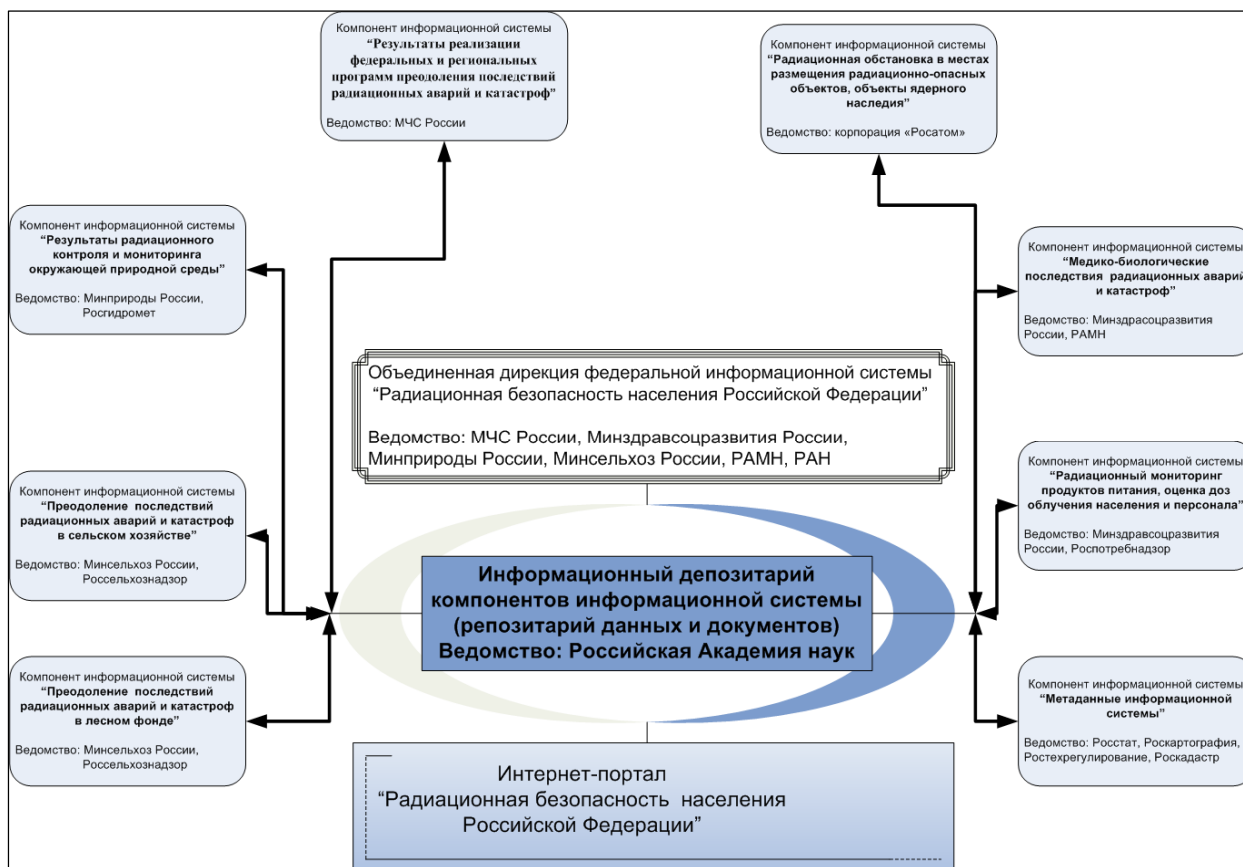 Компонент информационной системы
“Результаты реализации
федеральных и региональных
программ преодоления последствий
радиационных аварий и катастроф”
Ведомство: МЧС России
Компонент информационной системы
“Радиационная обстановка в местах
размещения радиационно-опасных
объектов, объекты ядерного
наследия”
Ведомство: корпорация «Росатом»
Компонент информационной системы
“Результаты радиационного
контроля и мониторинга
окружающей природной среды”
Ведомство: Минприроды России,
Росгидромет
Компонент информационной системы
“Медико-биологические
последствия радиационных аварий
и катастроф”
Ведомство: Минздрасоцразвития
России, РАМН
Объединенная дирекция федеральной информационной системы
“Радиационная безопасность населения Российской Федерации”
Ведомство: МЧС России, Минздравсоцразвития России,
Минприроды России, Минсельхоз России, РАМН, РАН
Компонент информационной системы
“Преодоление последствий
радиационных аварий и катастроф
в сельском хозяйстве”
Ведомство: Минсельхоз России,
Россельхознадзор
Компонент информационной системы
“Радиационный мониторинг
продуктов питания, оценка доз
облучения населения и персонала”
Ведомство: Минздравсоцразвития
России, Роспотребнадзор
Информационный депозитарий
компонентов информационной системы
(репозитарий данных и документов)
Ведомство: Российская Академия наук
Компонент информационной системы
“Преодоление последствий
радиационных аварий и катастроф
в лесном фонде”
Ведомство: Минсельхоз России,
Россельхознадзор
Компонент информационной системы
“Метаданные информационной
системы”
Ведомство: Росстат, Роскартография,
Ростехрегулирование, Роскадастр
Интернет-портал
“Радиационная безопасность населения
Российской Федерации”